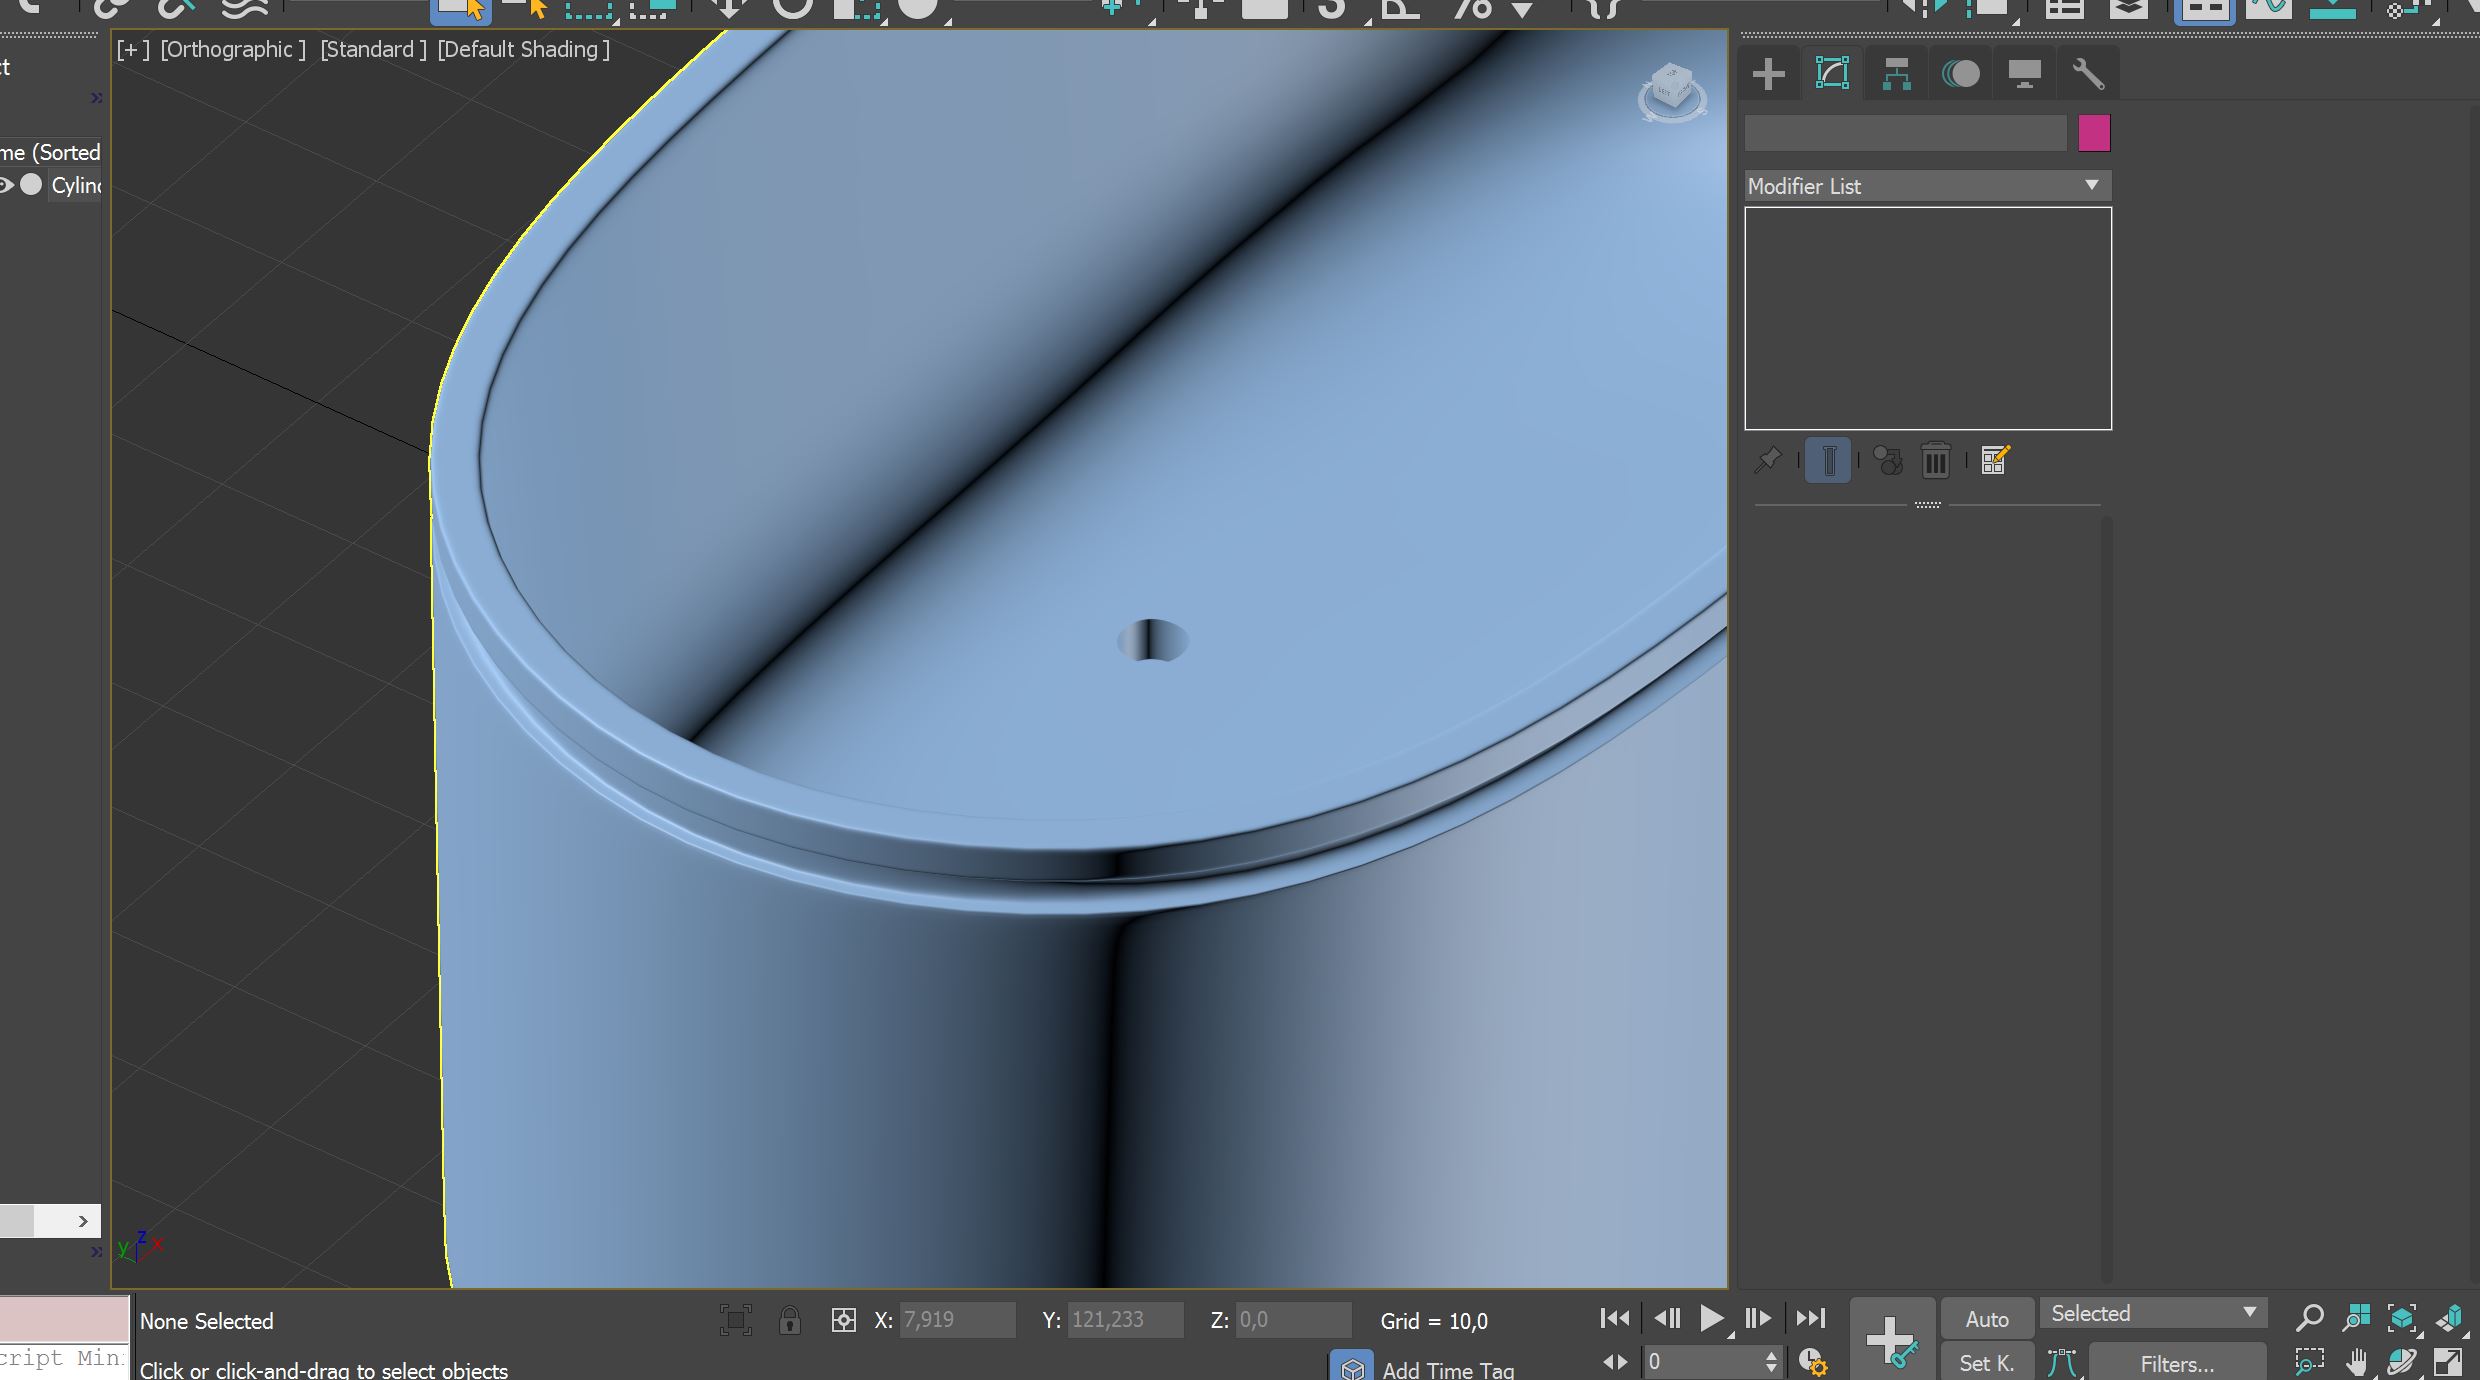 [+] [Orthographic] [Standard] [Default Shading]
me (Sorted
Cylin
Modifier List
z
y
x
None Selected
X: 7,919 Y: 121,233 Z: 0,0 Grid = 10,0
Auto
Selected
cript Min
Click or click-and-drag to select objects
Add Time Tag
0
Set K.
Filters...